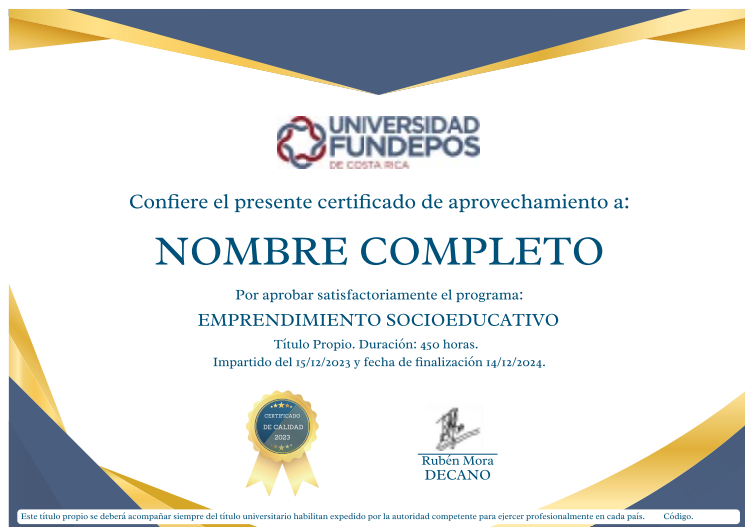 UNIVERSIDAD
FUNDEPOS
DE COSTA RICA
Confiere el presente certificado de aprovechamiento a:
NOMBRE COMPLETO
Por aprobar satisfactoriamente el programa:
EMPRENDIMIENTO SOCIOEDUCATIVO
Título Propio. Duración: 450 horas.
Impartido del 15/12/2023 y fecha de finalización 14/12/2024.
CERTIFICADO
DE CALIDAD
2023
Rubén Mora
DECANO
Este título propio se deberá acompañar siempre del título universitario habilitan expedido por la autoridad competente para ejercer profesionalmente en cada país. Código.